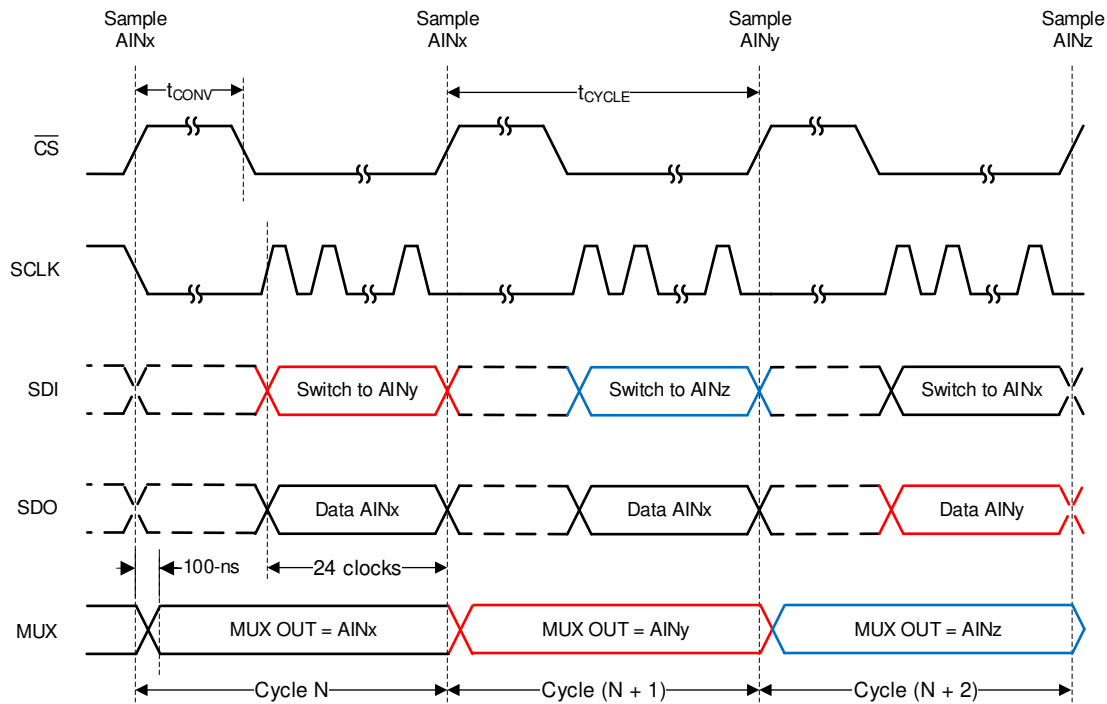 Sample
AINx
Sample
AINx
Sample
AINy
Sample
AINz
tCONV
tCYCLE
CS
SCLK
SDI
Switch to AINy
Switch to AINz
Switch to AINx
SDO
Data AINx
Data AINx
Data AINy
100-ns
24 clocks
MUX
MUX OUT = AINx
MUX OUT = AINy
MUX OUT = AINz
Cycle N
Cycle (N + 1)
Cycle (N + 2)